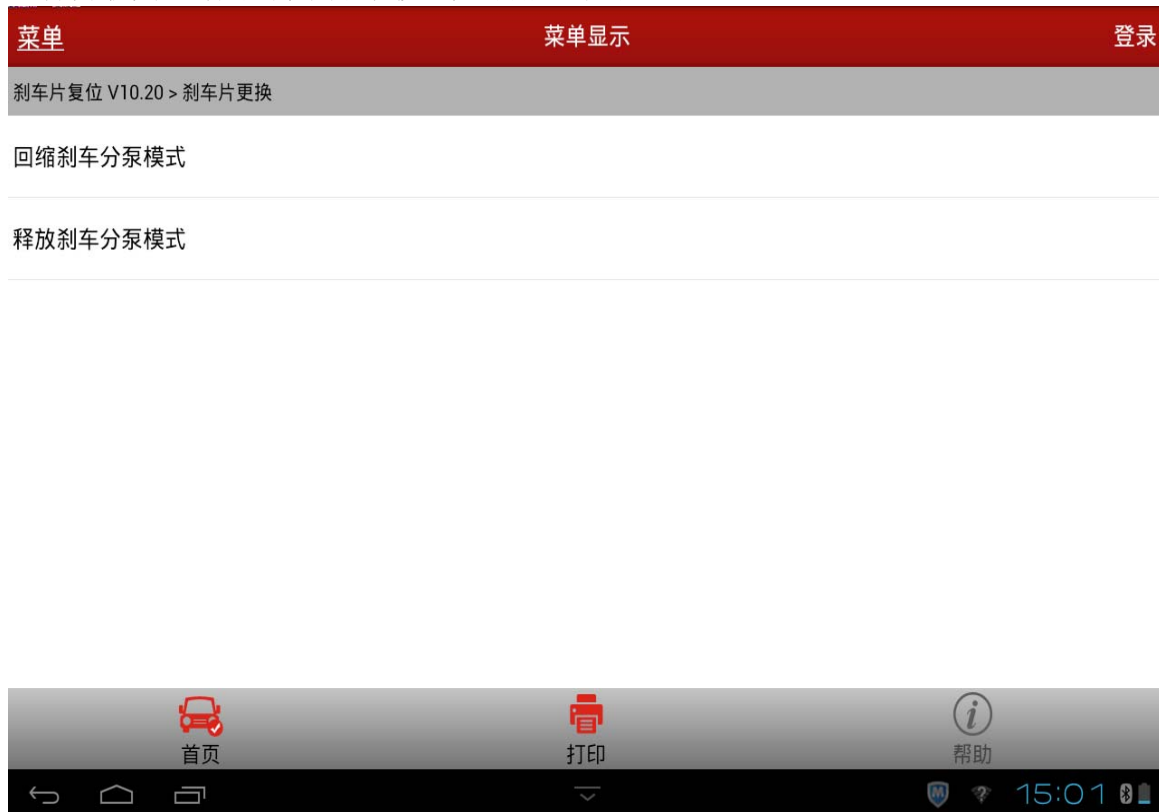 菜单 菜单显示 登录
刹车片复位 V10.20 > 刹车片更换
回缩刹车分泵模式
释放刹车分泵模式
首页 打印 帮助
15:01